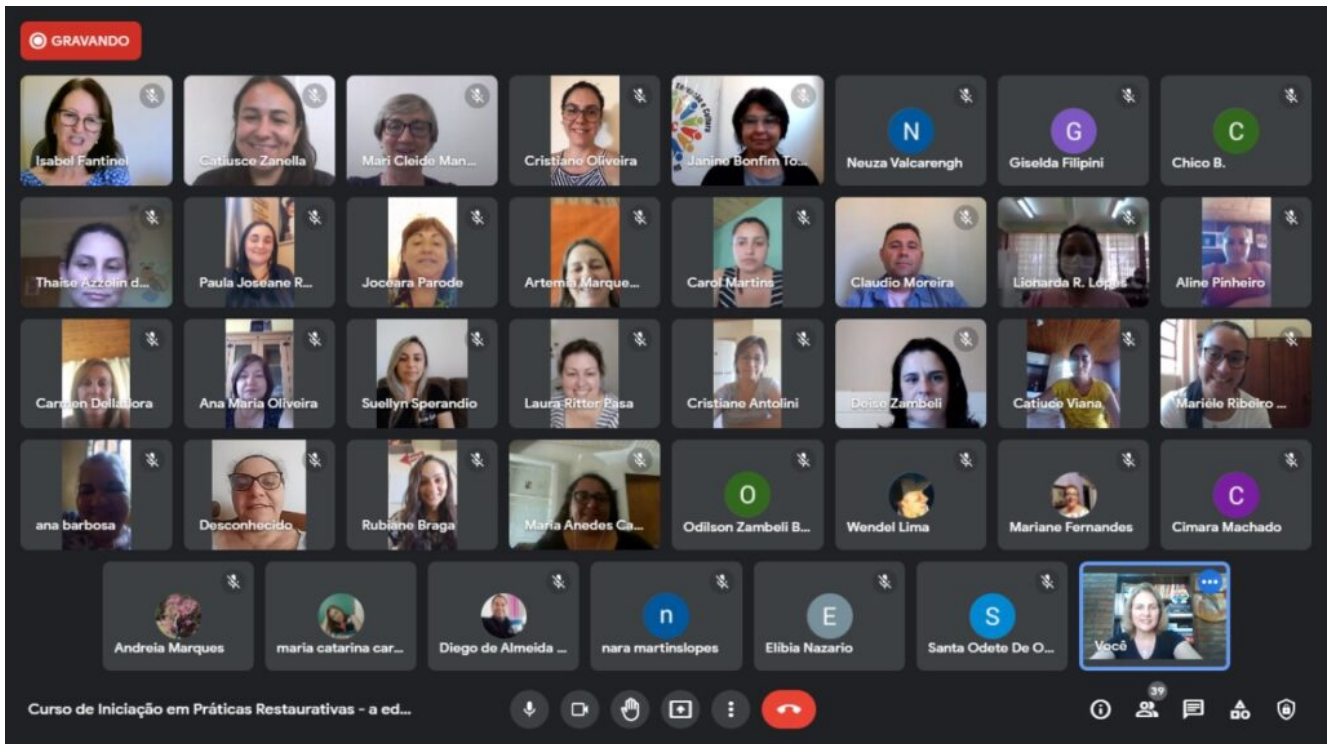 GRAVANDO
Isabel Fantinel
Catiusce Zanella
Mari Cleide Man...
Cristiane Oliveira
Janine Bonfim To...
N
Neuza Valcarengh
G
Giselda Filipini
C
Chico B.
Thaise Azzolin d...
Paula Joseane R...
Joceara Parode
Artemia Marque...
Carol Martins
Claudio Moreira
Lionarda R. Lopes
Aline Pinheiro
Carmen Dellaflora
Ana Maria Oliveira
Suellyn Sperandio
Laura Ritter Pasa
Cristiane Antolini
Deise Zambeli
Catiuce Viana
Mariéle Ribeiro ...
ana barbosa
Desconhecido
Rubiane Braga
Maria Anedes Ca...
O
Odilson Zambeli B...
Wendel Lima
Mariane Fernandes
C
Cimara Machado
Andreia Marques
maria catarina car...
Diego de Almeida ...
n
nara martinslopes
E
Elíbia Nazario
S
Santa Odete De O...
Você
Curso de Iniciação em Práticas Restaurativas - a ed...
39